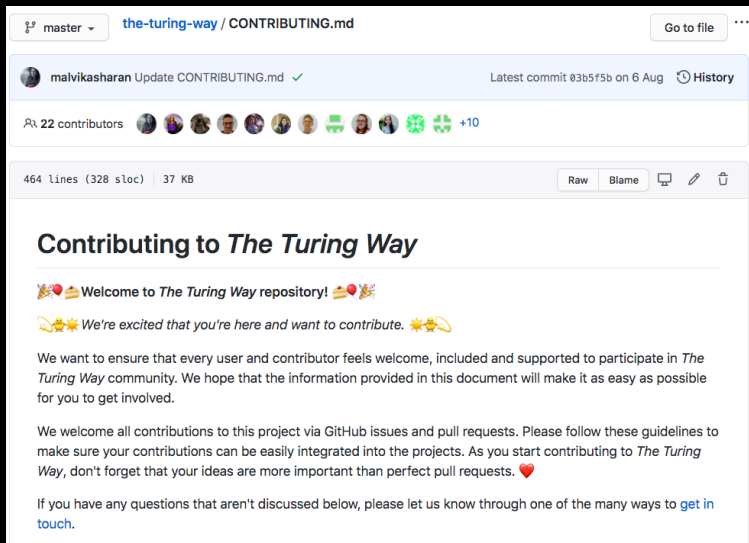 master the-turing-way / CONTRIBUTING.md Go to file ...
malvikasharan Update CONTRIBUTING.md ✓ Latest commit 03b5f5b on 6 Aug History
22 contributors +10
464 lines (328 sloc) 37 KB Raw Blame
Contributing to The Turing Way
🎉🎈🍰Welcome to The Turing Way repository! 🍰🎈🎉
💫🐥☀️We're excited that you're here and want to contribute. ☀️🐥💫
We want to ensure that every user and contributor feels welcome, included and supported to participate in The
Turing Way community. We hope that the information provided in this document will make it as easy as possible
for you to get involved.
We welcome all contributions to this project via GitHub issues and pull requests. Please follow these guidelines to
make sure your contributions can be easily integrated into the projects. As you start contributing to The Turing
Way, don't forget that your ideas are more important than perfect pull requests. ❤️
If you have any questions that aren't discussed below, please let us know through one of the many ways to get in
touch.